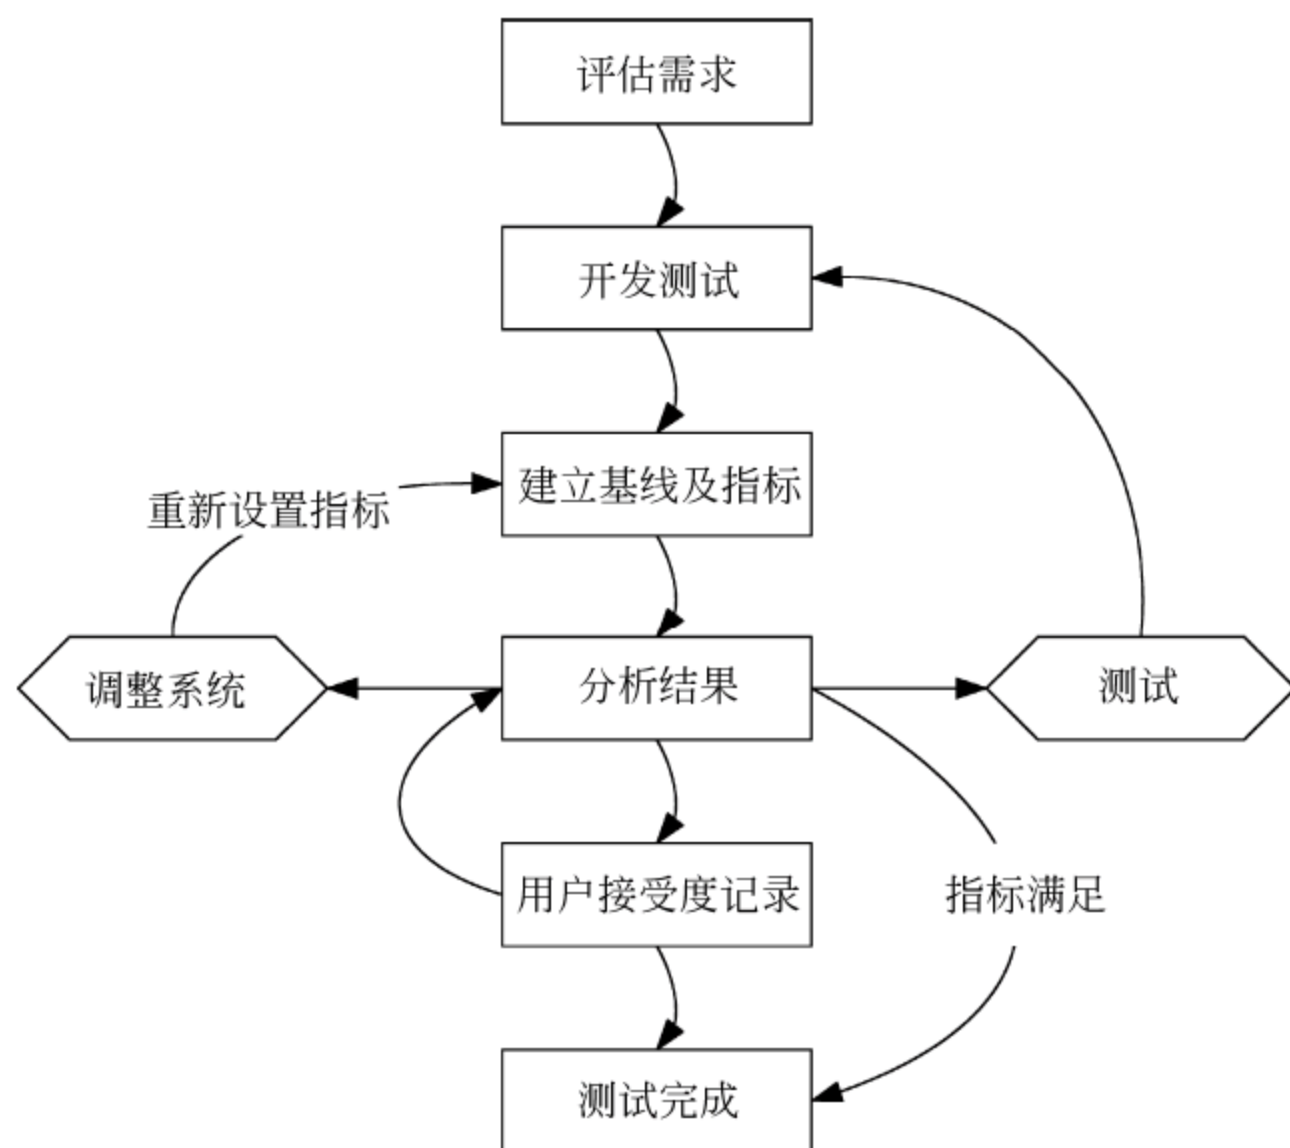 评估需求
开发测试
建立基线及指标
重新设置指标
调整系统
分析结果
测试
用户接受度记录
指标满足
测试完成